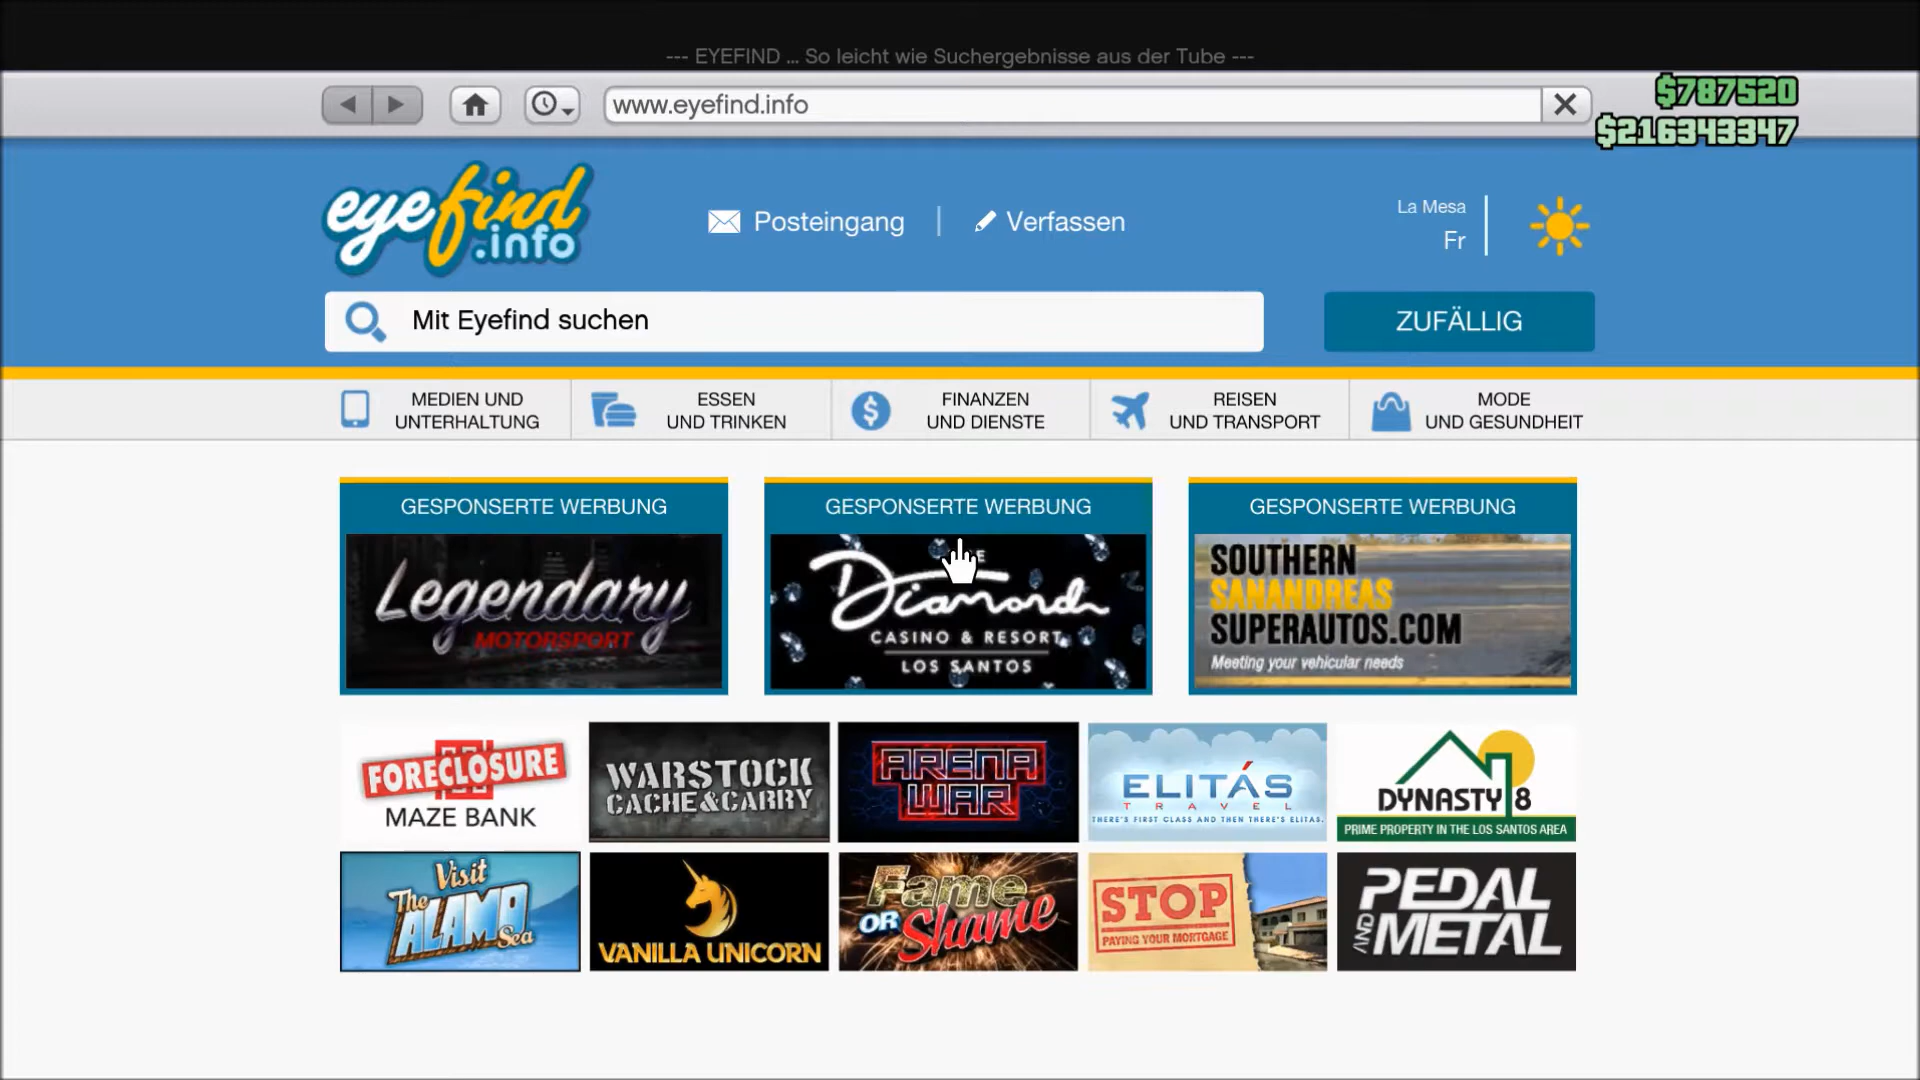 --- EYEFIND ... So leicht wie Suchergebnisse aus der Tube ---
www.eyefind.info
$787520
$216343347
eyefind
.info
Posteingang
Verfassen
La Mesa
Fr
Mit Eyefind suchen
ZUFÄLLIG
MEDIEN UND
UNTERHALTUNG
ESSEN
UND TRINKEN
FINANZEN
UND DIENSTE
REISEN
UND TRANSPORT
MODE
UND GESUNDHEIT
GESPONSERTE WERBUNG
Legendary
MOTORSPORT
GESPONSERTE WERBUNG
Diamond
CASINO & RESORT
LOS SANTOS
GESPONSERTE WERBUNG
SOUTHERN
SANANDREAS
SUPERAUTOS.COM
Meeting your vehicular needs
FORECLOSURE
MAZE BANK
WARSTOCK
CACHE&CARRY
ARENA
WAR
ELITÁS
TRAVEL
THERE'S FIRST CLASS AND THEN THERE'S ELITAS.
DYNASTY 8
PRIME PROPERTY IN THE LOS SANTOS AREA
Visit
The
ALAMO
Sea
VANILLA UNICORN
Fame
OR Shame
STOP
PAYING YOUR MORTGAGE
PEDAL
AND METAL